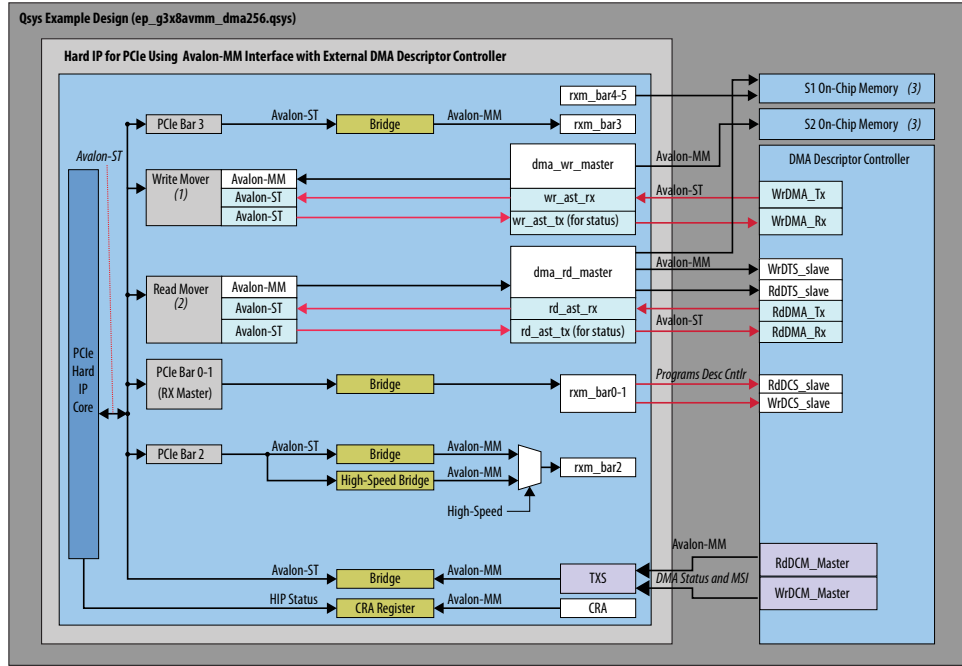 Qsys Example Design (ep_g3x8avmm_dma256.qsys)
Hard IP for PCIe Using Avalon-MM Interface with External DMA Descriptor Controller
rxm_bar4-5
S1 On-Chip Memory (3)
PCIe Bar 3
Avalon-ST
Bridge
Avalon-MM
rxm_bar3
S2 On-Chip Memory (3)
Avalon-ST
dma_wr_master
Avalon-MM
DMA Descriptor Controller
Write Mover
(1)
Avalon-MM
Avalon-ST
Avalon-ST
wr_ast_rx
wr_ast_tx (for status)
Avalon-ST
WrDMA_Tx
WrDMA_Rx
dma_rd_master
Avalon-MM
WrDTS_slave
Read Mover
(2)
Avalon-MM
Avalon-ST
Avalon-ST
RdDTS_slave
rd_ast_rx
RdDMA_Tx
rd_ast_tx (for status)
Avalon-ST
RdDMA_Rx
PCIe
Hard
IP
Core
PCIe Bar 0-1
(RX Master)
Bridge
rxm_bar0-1
Programs Desc Cntlr
RdDCS_slave
WrDCS_slave
PCIe Bar 2
Avalon-ST
Bridge
Avalon-MM
High-Speed Bridge
Avalon-MM
rxm_bar2
High-Speed
Avalon-MM
RdDCM_Master
Avalon-ST
Bridge
Avalon-MM
TXS
DMA Status and MSI
WrDCM_Master
HIP Status
CRA Register
Avalon-MM
CRA